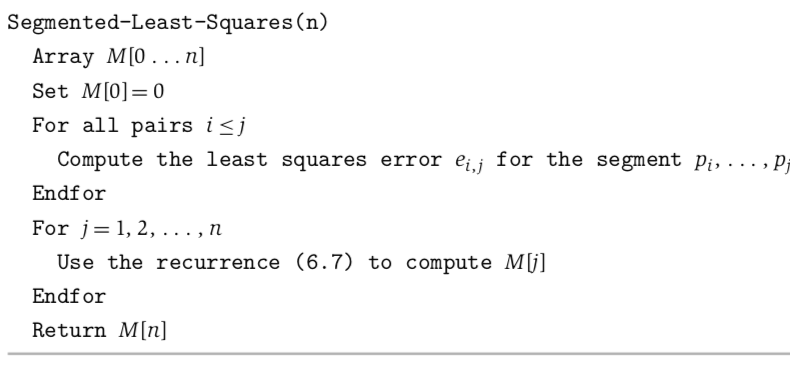 Segmented-Least-Squares(n)
Array M[0 . . . n]
Set M[0] = 0
For all pairs i ≤ j
Compute the least squares error e_{i,j} for the segment p_i, . . . , p_j
Endfor
For j = 1, 2, . . . , n
Use the recurrence (6.7) to compute M[j]
Endfor
Return M[n]